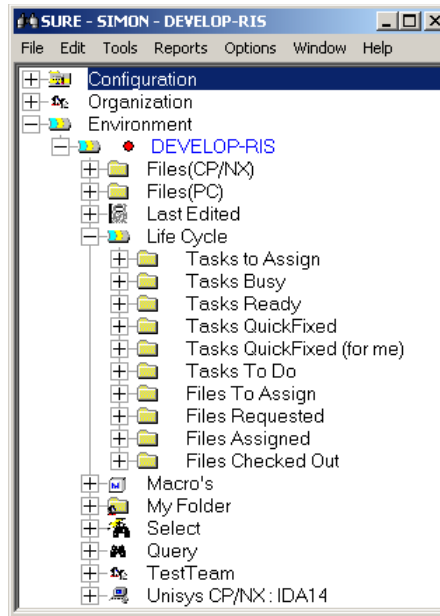 SURE - SIMON - DEVELOP-RIS
File Edit Tools Reports Options Window Help
Configuration
Organization
Environment
DEVELOP-RIS
Files(CP/NX)
Files(PC)
Last Edited
Life Cycle
Tasks to Assign
Tasks Busy
Tasks Ready
Tasks QuickFixed
Tasks QuickFixed (for me)
Tasks To Do
Files To Assign
Files Requested
Files Assigned
Files Checked Out
Macro's
My Folder
Select
Query
TestTeam
Unisys CP/NX : IDA14